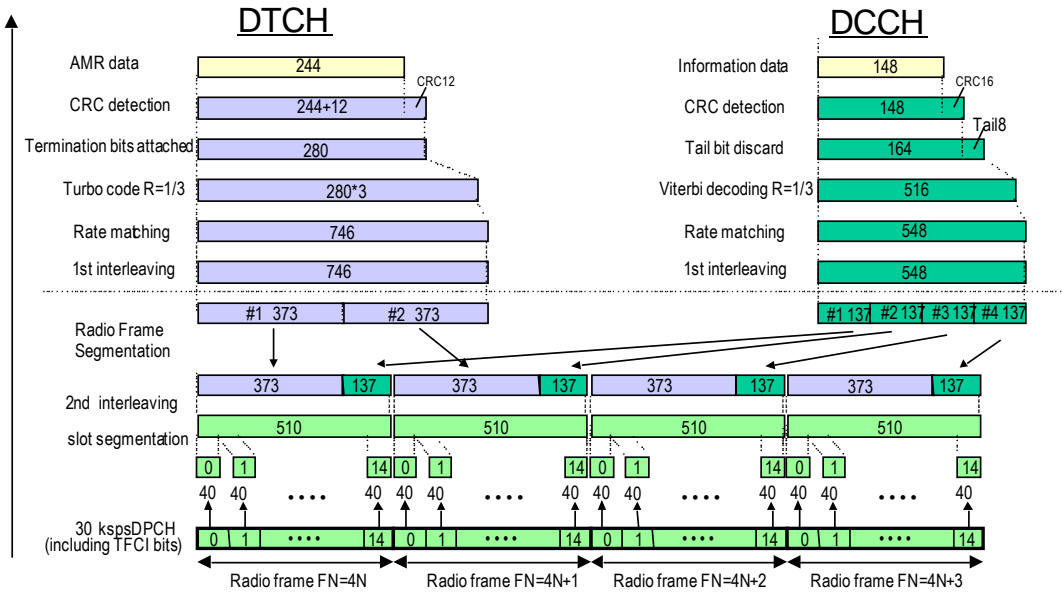 DTCH DCCH
AMR data 244 Information data 148
CRC12 CRC16
CRC detection 244+12 CRC detection 148
Tail8
Termination bits attached 280 Tail bit discard 164
Turbo code R=1/3 280*3 Viterbi decoding R=1/3 516
Rate matching 746 Rate matching 548
1st interleaving 746 1st interleaving 548
#1 373 #2 373 #1 137 #2 137 #3 137 #4 137
Radio Frame
Segmentation
373 137 373 137 373 137 373 137
2nd interleaving
510 510 510 510
slot segmentation
0 1 14 0 1 14 0 1 14 0 1 14
40 40 •••• 40 40 40 •••• 40 40 40 •••• 40 40 40 •••• 40
30 kspsDPCH
(including TFCI bits)
0 1 •••• 14 0 1 •••• 14 0 1 •••• 14 0 1 •••• 14
Radio frame FN=4N Radio frame FN=4N+1 Radio frame FN=4N+2 Radio frame FN=4N+3